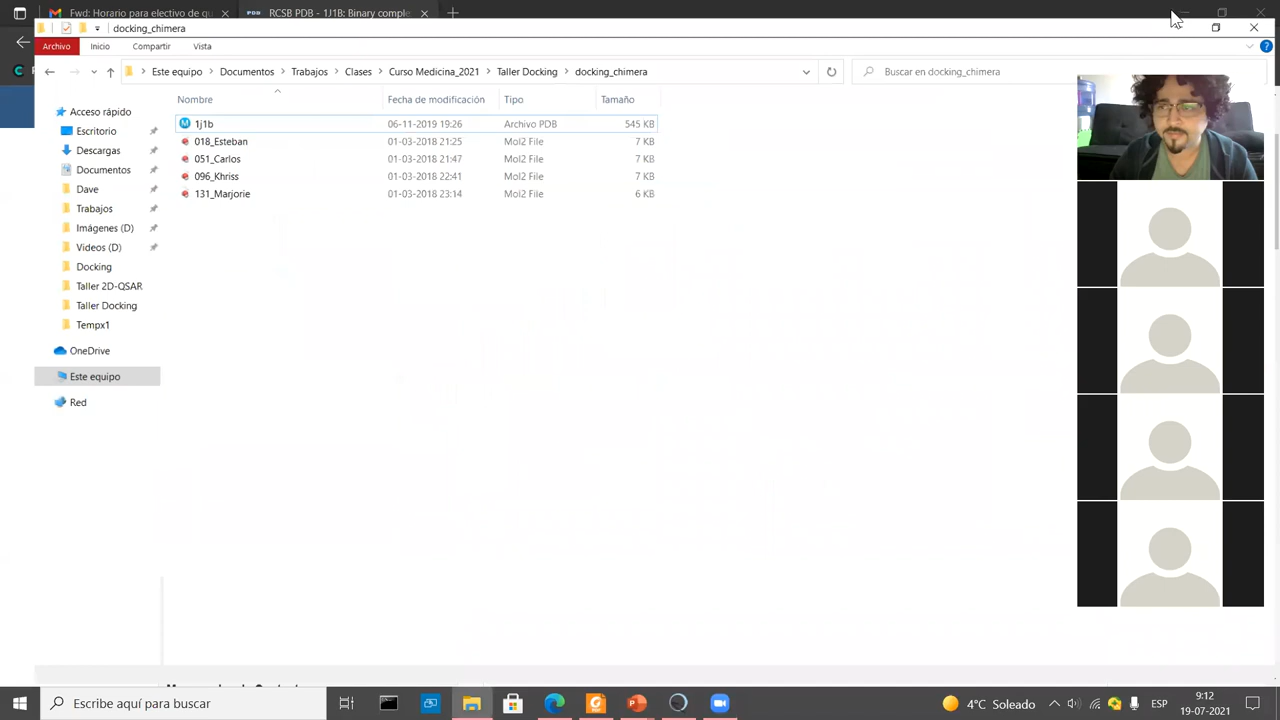 Fwd: Horario para electivo de q
RCSB PDB - 1J1B: Binary comple
docking_chimera
Archivo
Inicio
Compartir
Vista
Este equipo
Documentos
Trabajos
Clases
Curso Medicina_2021
Taller Docking
docking_chimera
Buscar en docking_chimera
Nombre
Fecha de modificación
Tipo
Tamaño
Acceso rápido
Escritorio
Descargas
Documentos
Dave
Trabajos
Imágenes (D)
Videos (D)
Docking
Taller 2D-QSAR
Taller Docking
Tempx1
OneDrive
Este equipo
Red
1j1b 06-11-2019 19:26 Archivo PDB 545 KB
018_Esteban 01-03-2018 21:25 Mol2 File 7 KB
051_Carlos 01-03-2018 21:47 Mol2 File 7 KB
096_Khriss 01-03-2018 22:41 Mol2 File 7 KB
131_Marjorie 01-03-2018 23:14 Mol2 File 6 KB
Escribe aquí para buscar
4°C Soleado
ESP
9:12
19-07-2021